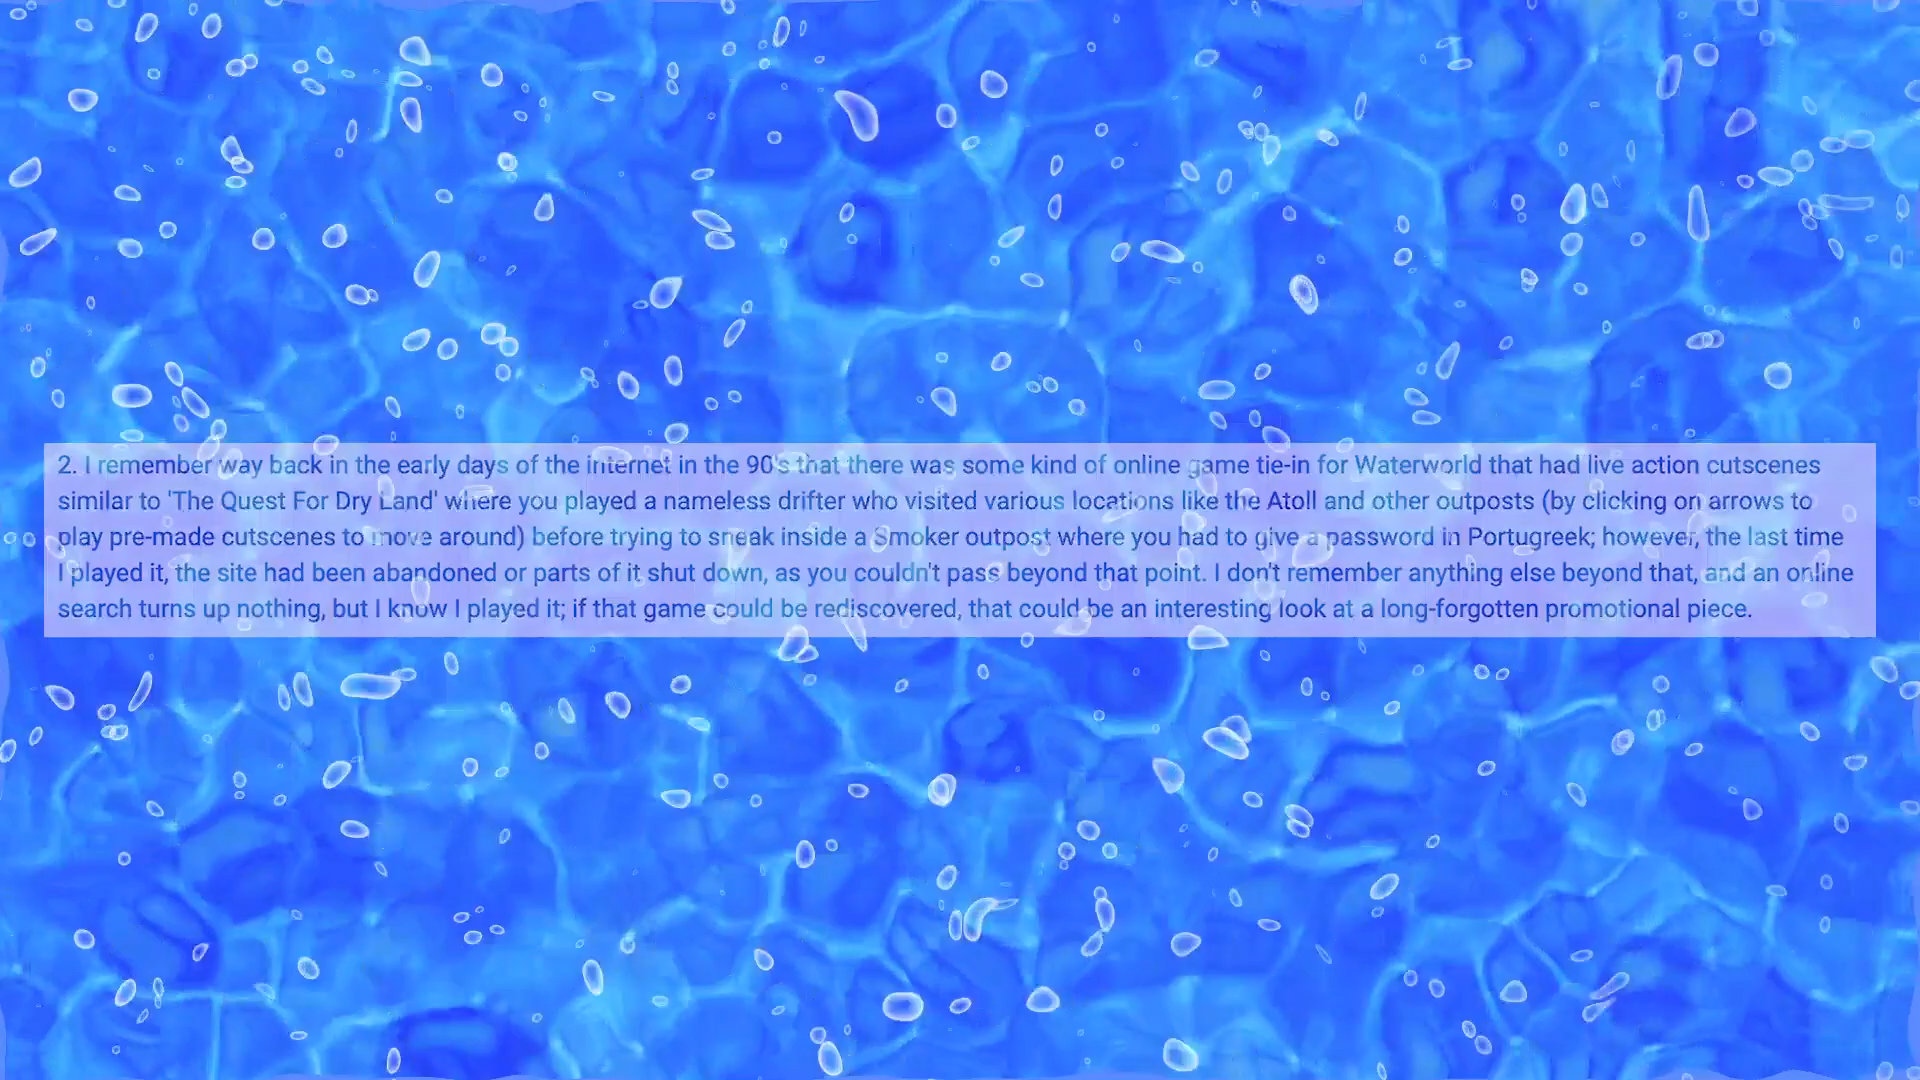 2. I remember way back in the early days of the internet in the 90's that there was some kind of online game tie-in for Waterworld that had live action cutscenes
similar to 'The Quest For Dry Land' where you played a nameless drifter who visited various locations like the Atoll and other outposts (by clicking on arrows to
play pre-made cutscenes to move around) before trying to sneak inside a Smoker outpost where you had to give a password in Portugreek; however, the last time
I played it, the site had been abandoned or parts of it shut down, as you couldn't pass beyond that point. I don't remember anything else beyond that, and an online
search turns up nothing, but I know I played it; if that game could be rediscovered, that could be an interesting look at a long-forgotten promotional piece.